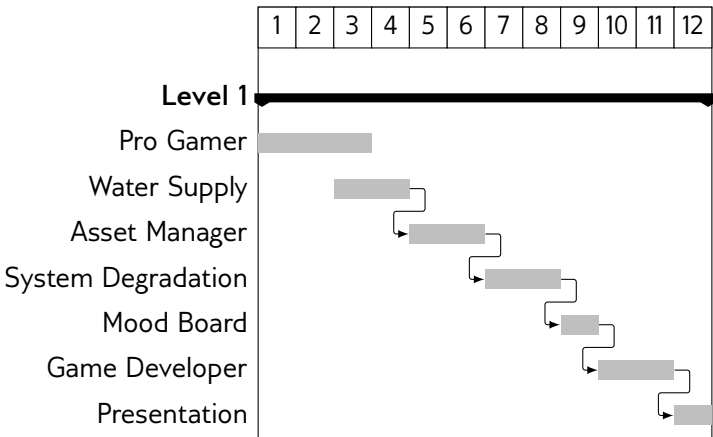 1 2 3 4 5 6 7 8 9 10 11 12
Level 1
Pro Gamer
Water Supply
Asset Manager
System Degradation
Mood Board
Game Developer
Presentation